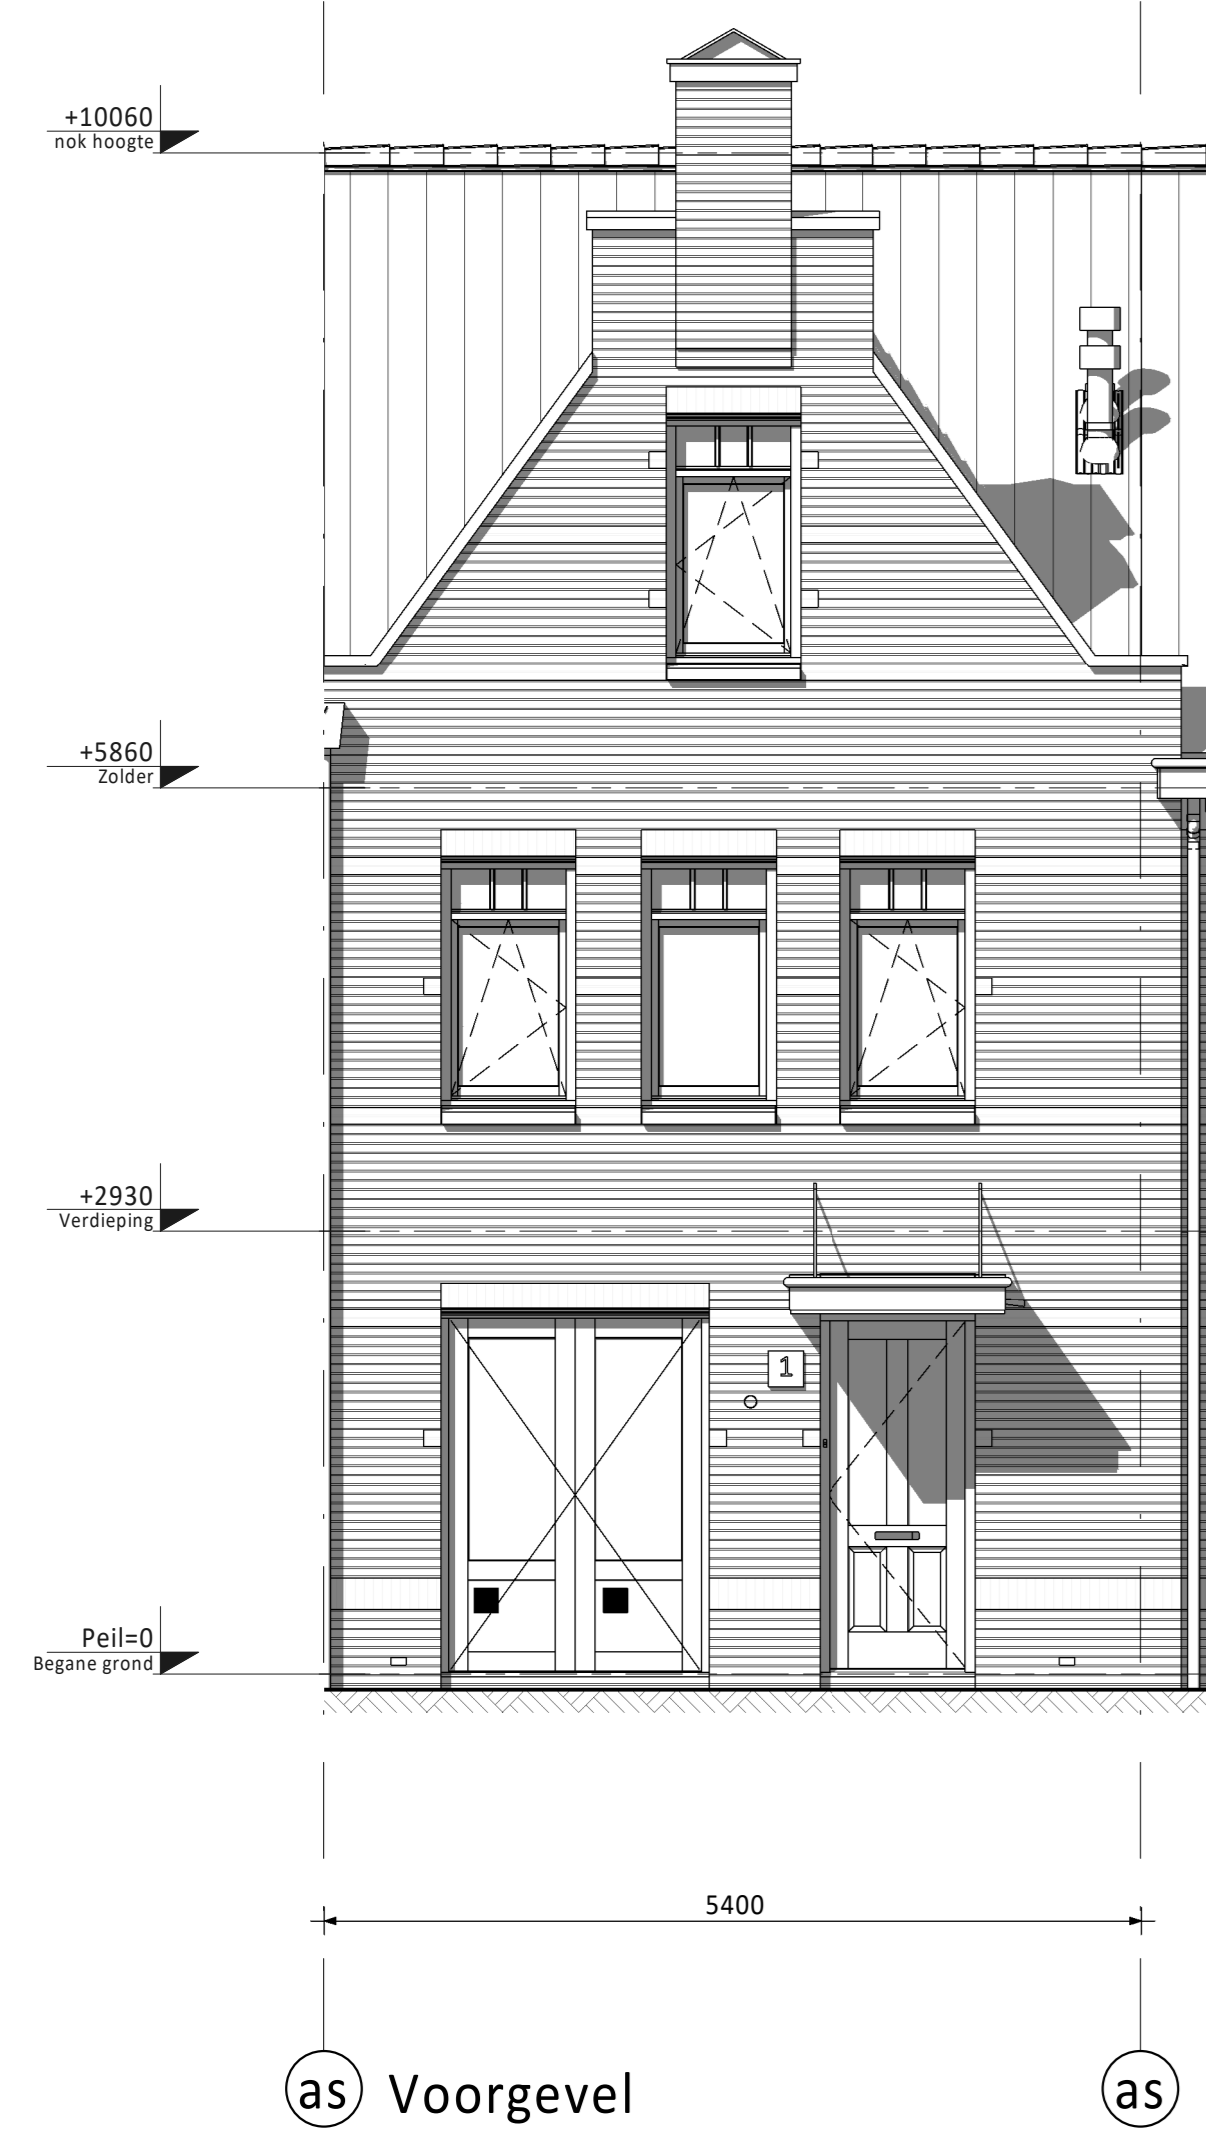 +10060
nok hoogte
+5860
Zolder
+2930
Verdieping
1
Peil=0
Begane grond
5400
as Voorgevel as